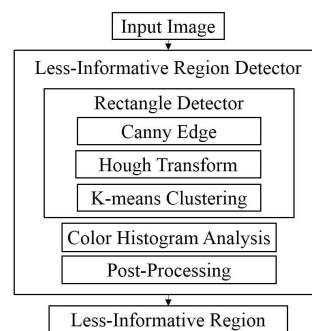 Input Image
Less-Informative Region Detector
Rectangle Detector
Canny Edge
Hough Transform
K-means Clustering
Color Histogram Analysis
Post-Processing
Less-Informative Region